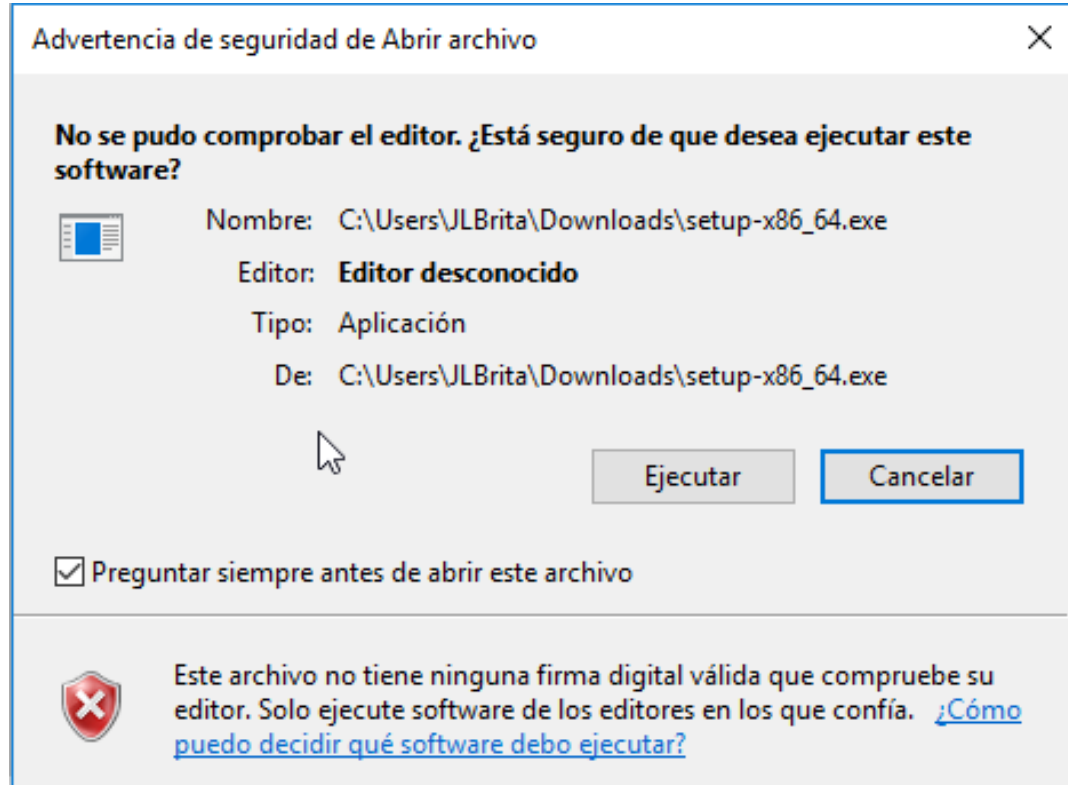 Advertencia de seguridad de Abrir archivo
No se pudo comprobar el editor. ¿Está seguro de que desea ejecutar este
software?
Nombre: C:\Users\JLBrita\Downloads\setup-x86_64.exe
Editor: Editor desconocido
Tipo: Aplicación
De: C:\Users\JLBrita\Downloads\setup-x86_64.exe
Ejecutar Cancelar
Preguntar siempre antes de abrir este archivo
Este archivo no tiene ninguna firma digital válida que compruebe su
editor. Solo ejecute software de los editores en los que confía. ¿Cómo
puedo decidir qué software debo ejecutar?